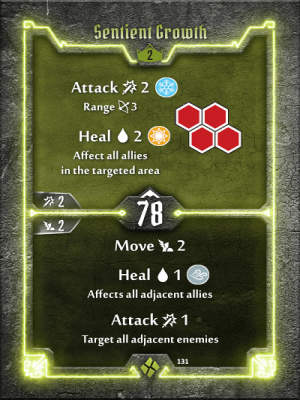 Sentient Growth
2
Attack 2
Range 3
Heal 2
Affect all allies
in the targeted area
2
78
2
Move 2
Heal 1
Affects all adjacent allies
Attack 1
Target all adjacent enemies
131